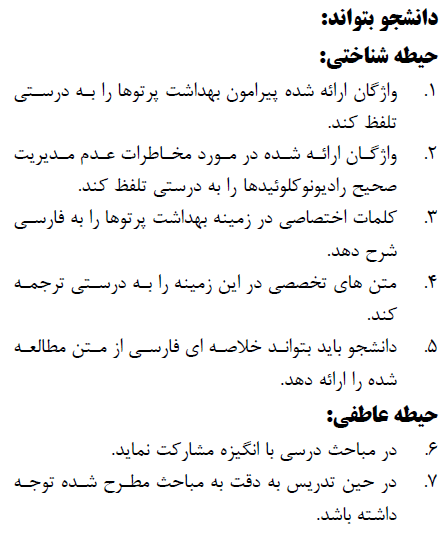 دانشجو بتواند:
حیطه شناختی:
۱. واژگان ارائه شده پیرامون بهداشت پرتوها را به درستی
تلفظ کند.
۲. واژگان ارائه شده در مورد مخاطرات عدم مدیریت
صحیح رادیونوکلوئیدها را به درستی تلفظ کند.
۳. کلمات اختصاصی در زمینه بهداشت پرتوها را به فارسی
شرح دهد.
۴. متن های تخصصی در این زمینه را به درستی ترجمه
کند.
۵. دانشجو باید بتواند خلاصه ای فارسی از متن مطالعه
شده را ارائه دهد.
حیطه عاطفی:
۶. در مباحث درسی با انگیزه مشارکت نماید.
۷. در حین تدریس به دقت به مباحث مطرح شده توجه
داشته باشد.